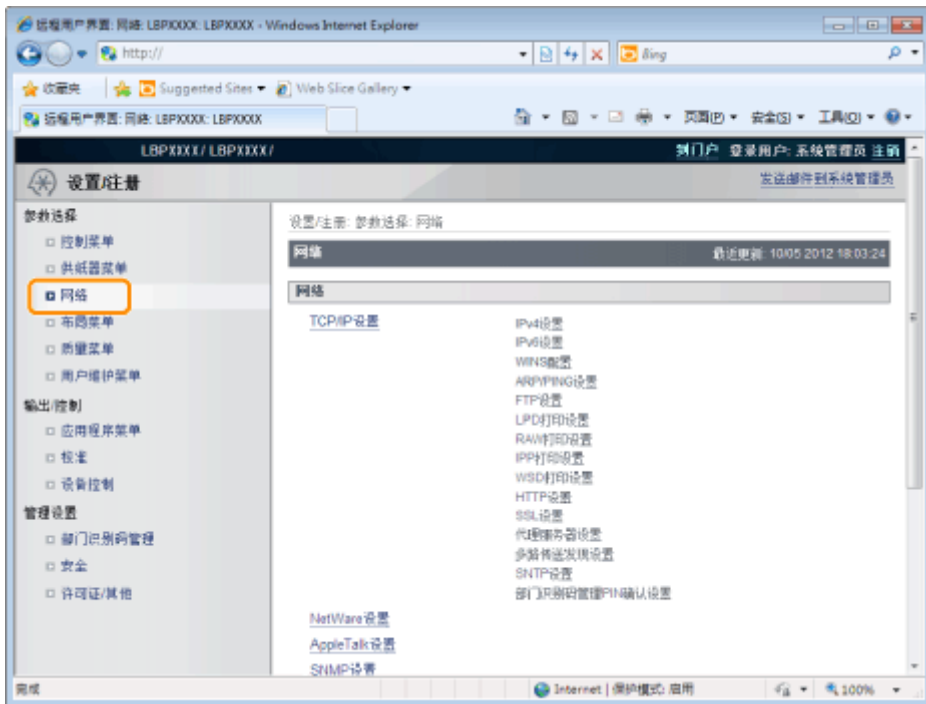 远程用户界面: 网络: LBPXXXX: LBPXXXX - Windows Internet Explorer
http://
Bing
收藏夹
Suggested Sites
Web Slice Gallery
远程用户界面: 网络: LBPXXXX: LBPXXXX
页面(P)
安全(S)
工具(O)
LBPXXXX/ LBPXXXX/
到门户 登录用户: 系统管理员 注销
设置/注册
发送邮件到系统管理员
参数选择
控制菜单
供纸器菜单
网络
布局菜单
质量菜单
用户维护菜单
输出/控制
应用程序菜单
校准
设备控制
管理设置
部门识别码管理
安全
许可证/其他
设置/注册: 参数选择: 网络
网络
最近更新: 10/05 2012 18:03:24
网络
TCP/IP设置
IPv4设置
IPv6设置
WINS配置
ARP/PING设置
FTP设置
LPD打印设置
RAW打印设置
IPP打印设置
WSD打印设置
HTTP设置
SSL设置
代理服务器设置
多路传送发现设置
SNTP设置
部门识别码管理PIN确认设置
NetWare设置
AppleTalk设置
SNMP设置
完成
Internet | 保护模式: 启用
100%